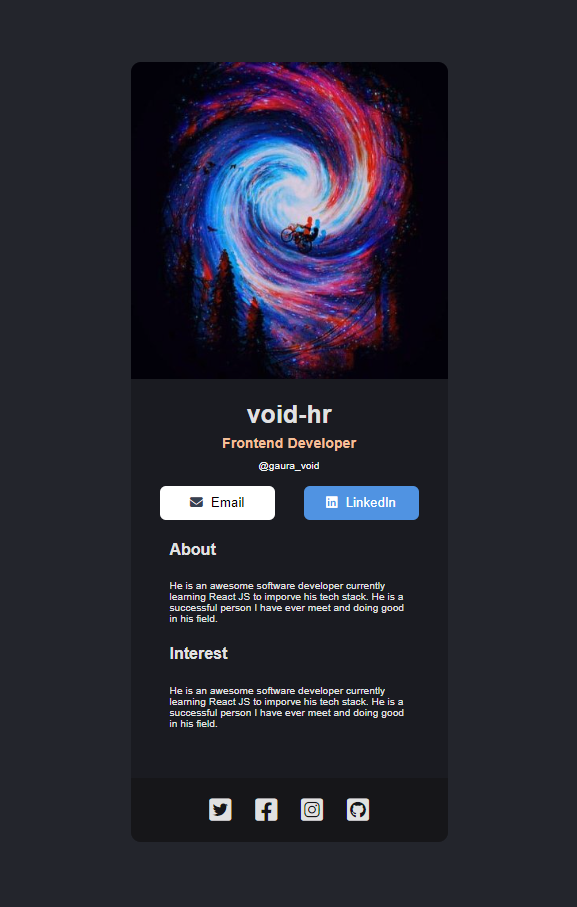 void-hr
Frontend Developer
@gaura_void
Email
LinkedIn
About
He is an awesome software developer currently
learning React JS to imporve his tech stack. He is a
successful person I have ever meet and doing good
in his field.
Interest
He is an awesome software developer currently
learning React JS to imporve his tech stack. He is a
successful person I have ever meet and doing good
in his field.